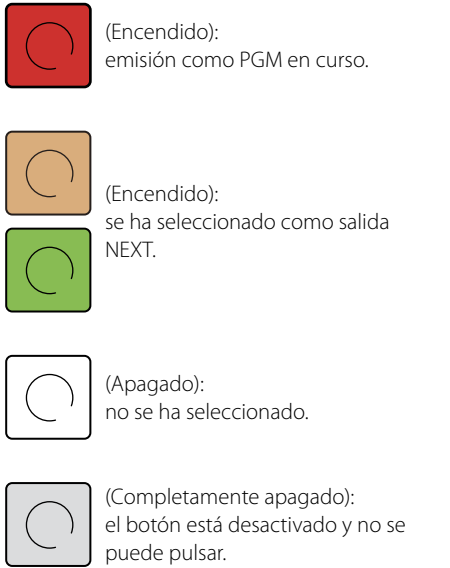 (Encendido):
emisión como PGM en curso.
(Encendido):
se ha seleccionado como salida
NEXT.
(Apagado):
no se ha seleccionado.
(Completamente apagado):
el botón está desactivado y no se
puede pulsar.